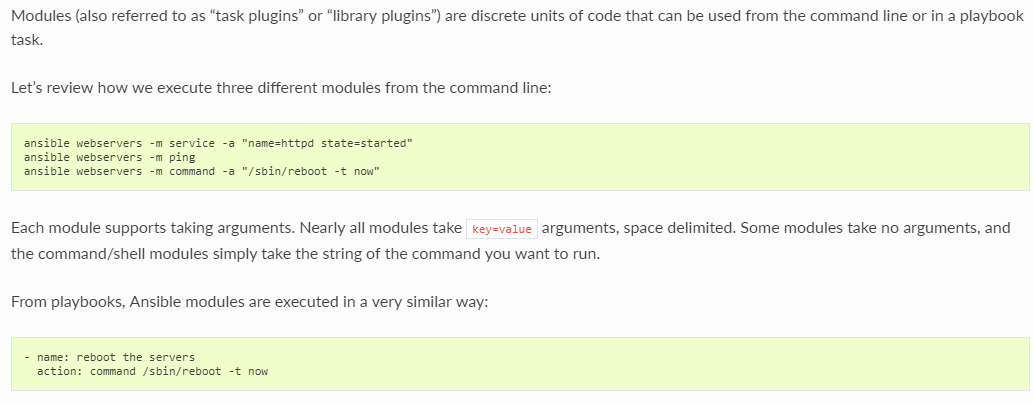 Modules (also referred to as “task plugins” or “library plugins”) are discrete units of code that can be used from the command line or in a playbook
task.
Let’s review how we execute three different modules from the command line:
ansible webservers -m service -a "name=httpd state=started"
ansible webservers -m ping
ansible webservers -m command -a "/sbin/reboot -t now"
Each module supports taking arguments. Nearly all modules take key=value arguments, space delimited. Some modules take no arguments, and
the command/shell modules simply take the string of the command you want to run.
From playbooks, Ansible modules are executed in a very similar way:
- name: reboot the servers
  action: command /sbin/reboot -t now